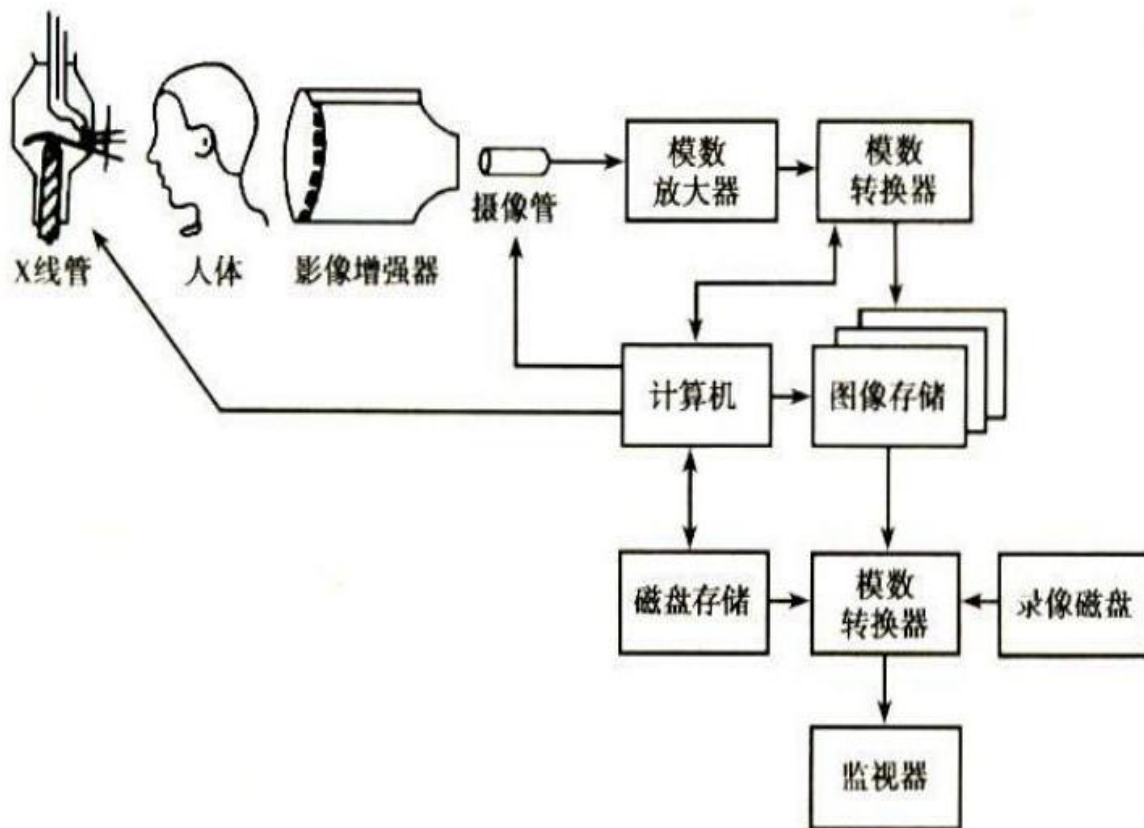 模数
放大器
模数
转换器
摄像管
X线管
人体
影像增强器
计算机
图像存储
磁盘存储
模数
转换器
录像磁盘
监视器